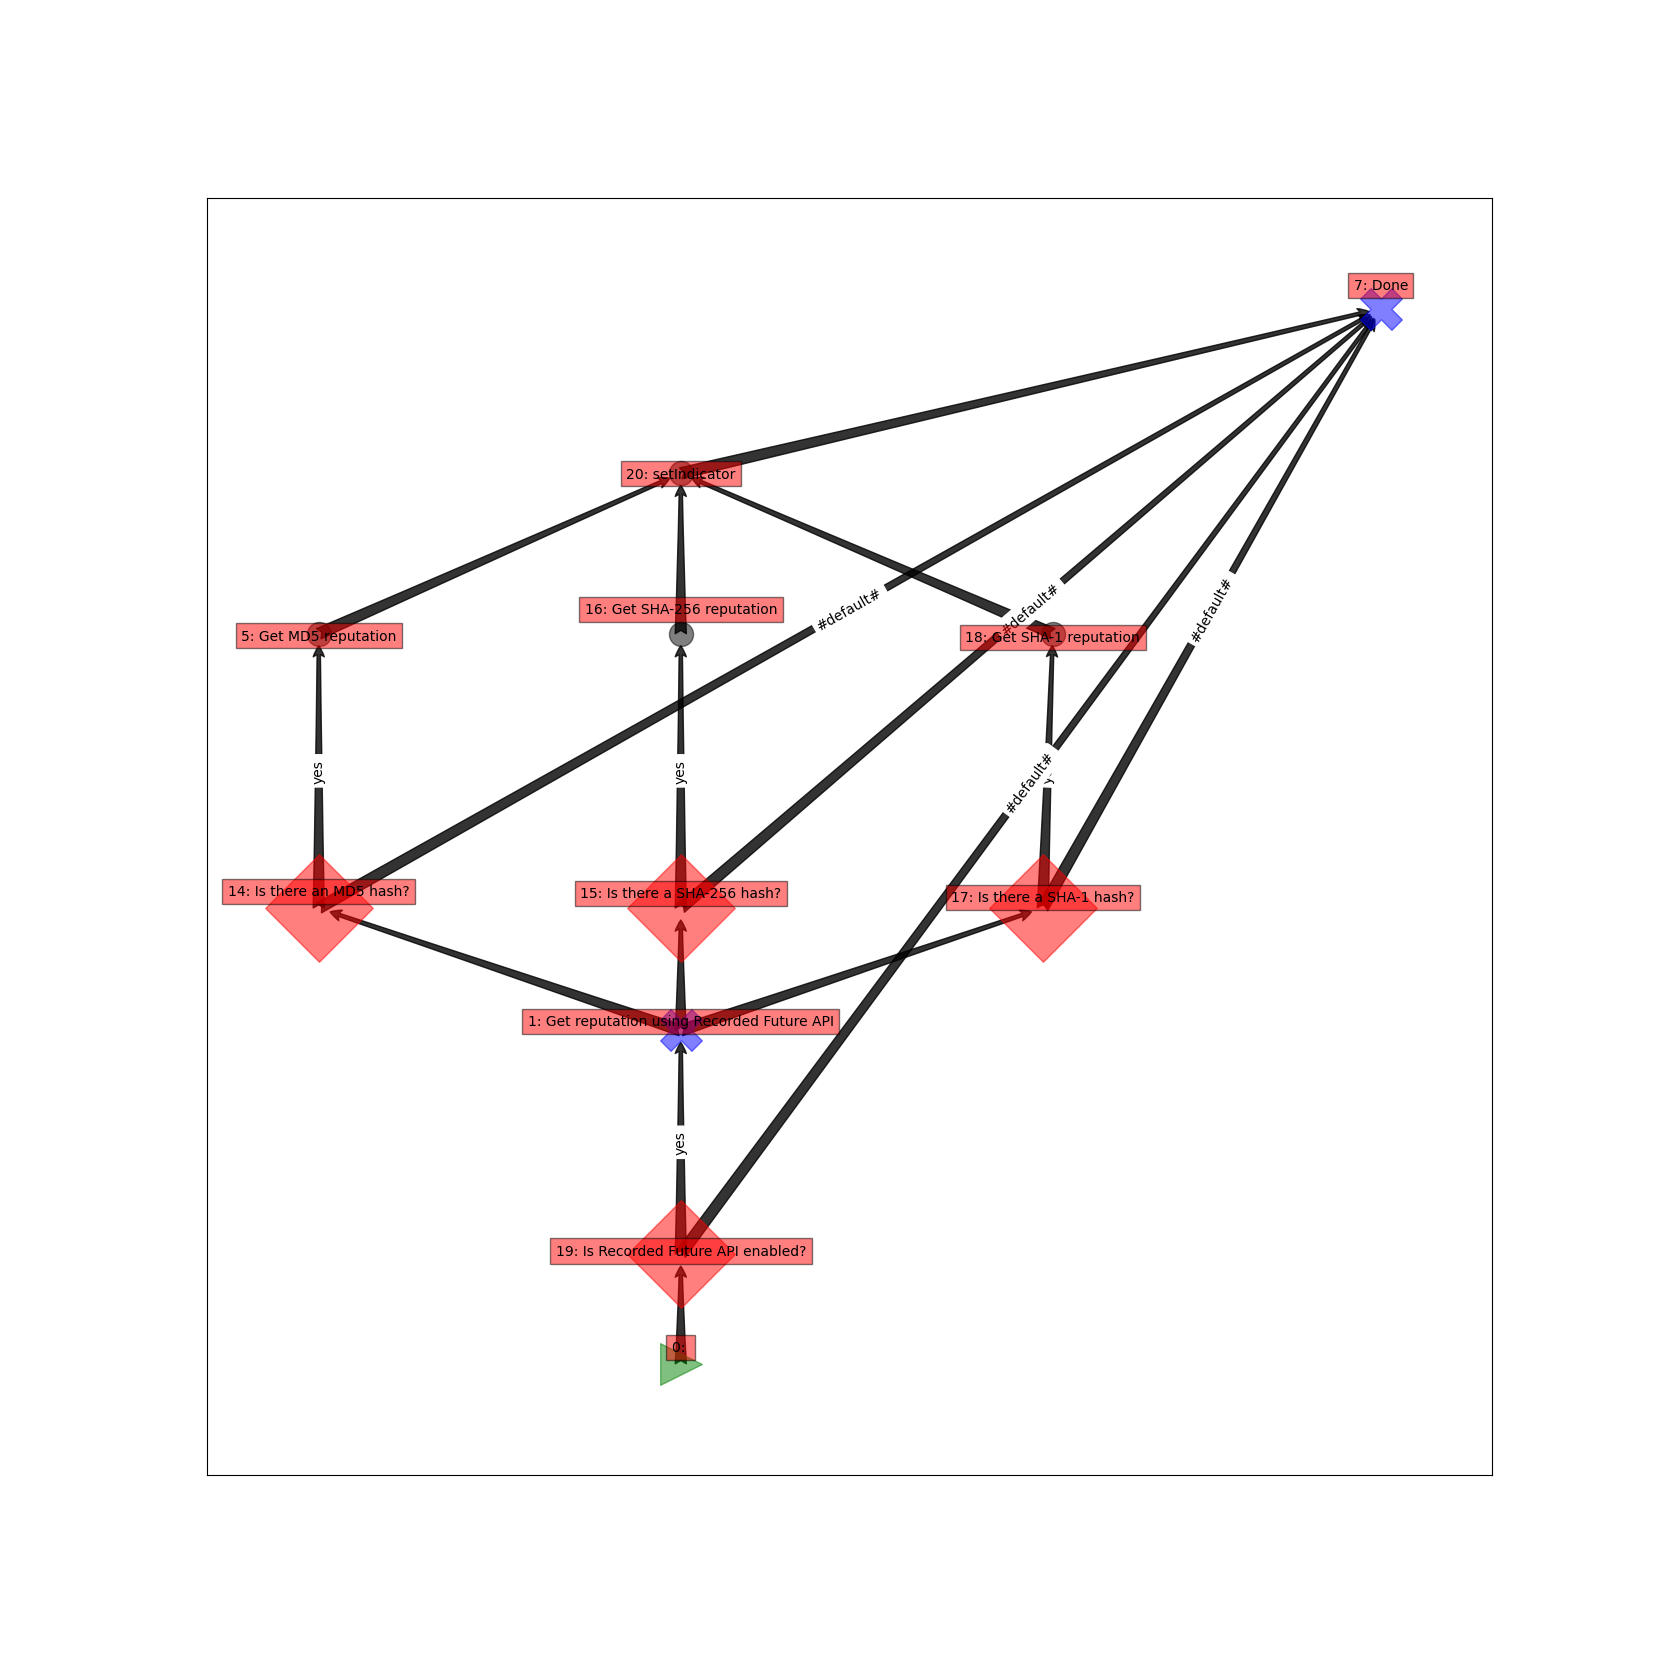 7: Done
20: setIndicator
#default#
#default#
#default#
16: Get SHA-256 reputation
5: Get MD5 reputation
18: Get SHA-1 reputation
yes
yes
#default#
14: Is there an MD5 hash?
15: Is there a SHA-256 hash?
17: Is there a SHA-1 hash?
1: Get reputation using Recorded Future API
yes
19: Is Recorded Future API enabled?
0: